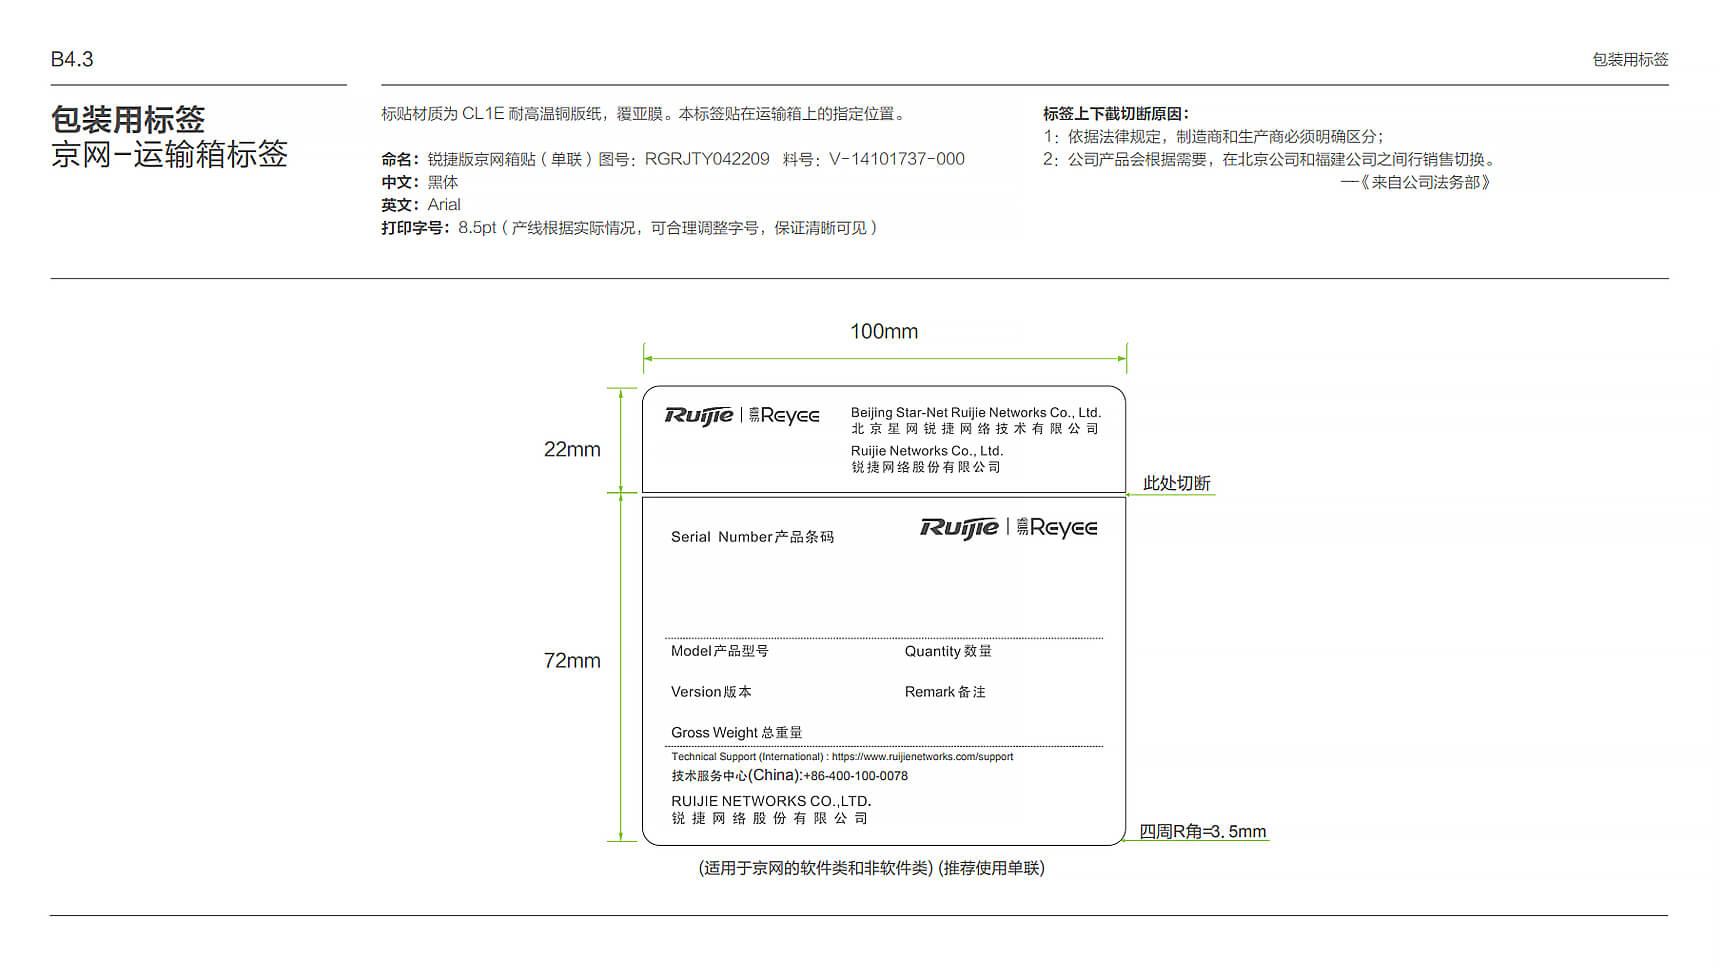 B4.3
包装用标签
包装用标签
京网-运输箱标签
标贴材质为 CL1E 耐高温铜版纸，覆亚膜。本标签贴在运输箱上的指定位置。
命名：锐捷版京网箱贴（单联）图号：RGRJTY042209 料号：V-14101737-000
中文：黑体
英文：Arial
打印字号：8.5pt（产线根据实际情况，可合理调整字号，保证清晰可见）
标签上下截切断原因：
1：依据法律规定，制造商和生产商必须明确区分；
2：公司产品会根据需要，在北京公司和福建公司之间行销售切换。
—《来自公司法务部》
100mm
22mm
Ruijie | 睿易Reyee
Beijing Star-Net Ruijie Networks Co., Ltd.
北京星网锐捷网络技术有限公司
Ruijie Networks Co., Ltd.
锐捷网络股份有限公司
此处切断
72mm
Serial Number产品条码
Ruijie | 睿易Reyee
Model产品型号
Quantity数量
Version版本
Remark备注
Gross Weight 总重量
Technical Support (International) : https://www.ruijienetworks.com/support
技术服务中心(China):+86-400-100-0078
RUIJIE NETWORKS CO.,LTD.
锐捷网络股份有限公司
四周R角=3.5mm
(适用于京网的软件类和非软件类) (推荐使用单联)